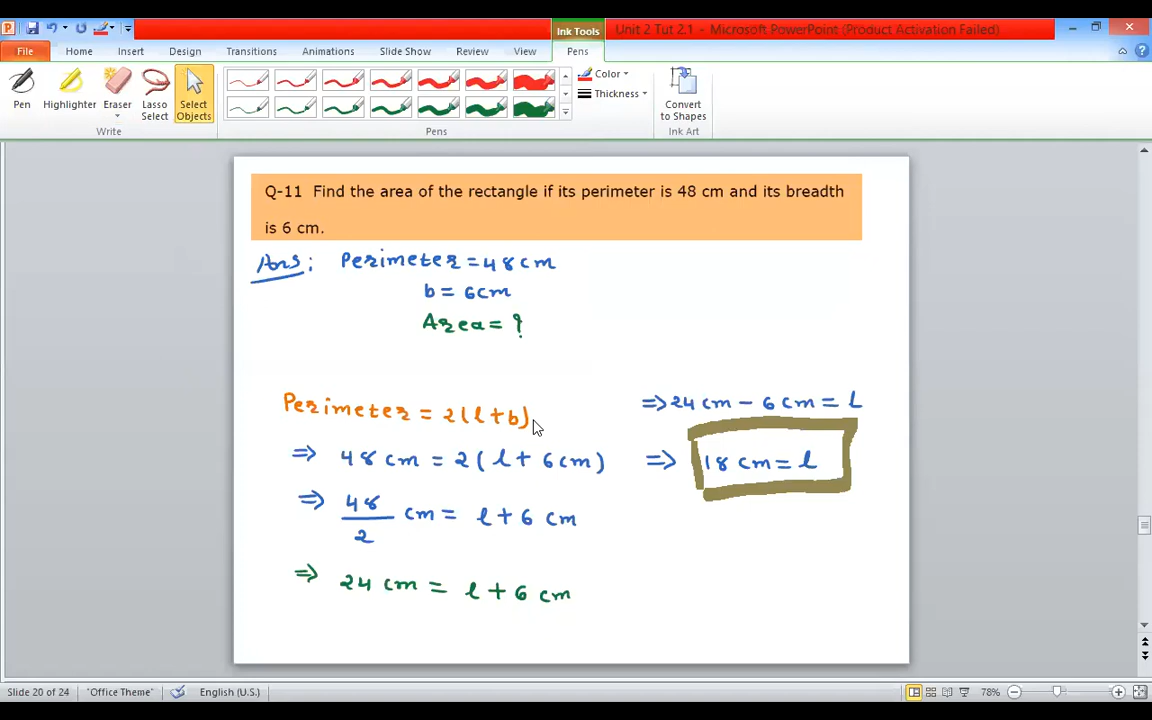 Unit 2 Tut 2.1 - Microsoft PowerPoint (Product Activation Failed)
Ink Tools
File Home Insert Design Transitions Animations Slide Show Review View Pens
Pen Highlighter Eraser Lasso Select Select Objects
Color
Thickness
Convert to Shapes
Write Pens Ink Art
Q-11 Find the area of the rectangle if its perimeter is 48 cm and its breadth
is 6 cm.
Ans: Perimeter = 48 cm
b = 6cm
Area = ?
Perimeter = 2(l+b)
⇒ 48 cm = 2(l + 6cm)
⇒ 48/2 cm = l + 6 cm
⇒ 24 cm = l + 6 cm
⇒ 24 cm - 6 cm = l
⇒ 18 cm = l
Slide 20 of 24 "Office Theme" English (U.S.) 78%